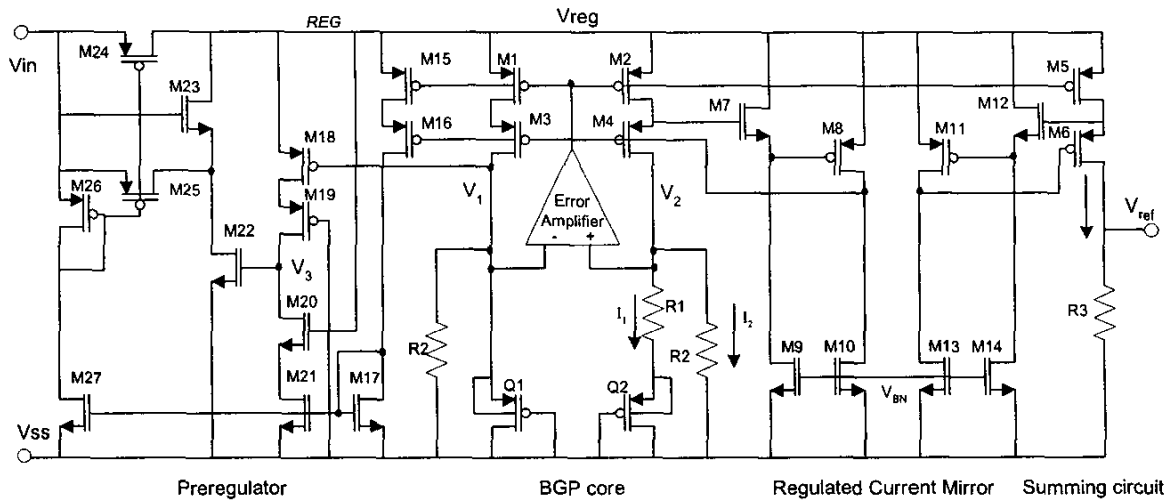 REG
Vreg
Vin
M24
M23
M15
M1
M2
M5
M7
M12
M18
M16
M3
M4
M8
M11
M6
M26
M25
M19
V1
Error
Amplifier
- +
V2
Vref
M22
V3
M20
I1
R1
I2
R2
R2
R3
M27
M21
M17
Q1
Q2
M9
M10
M13
M14
VBN
VSS
Preregulator
BGP core
Regulated Current Mirror
Summing circuit